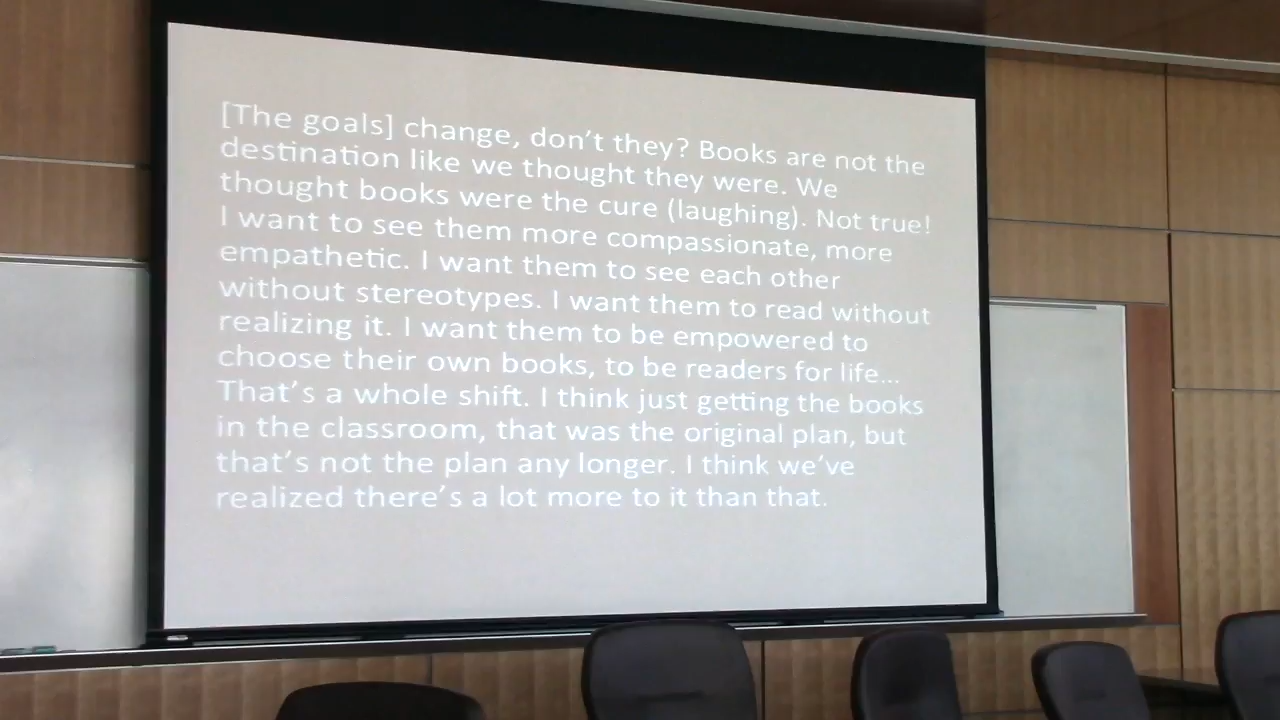 [The goals] change, don't they? Books are not the
destination like we thought they were. We
thought books were the cure (laughing). Not true!
I want to see them more compassionate, more
empathetic. I want them to see each other
without stereotypes. I want them to read without
realizing it. I want them to be empowered to
choose their own books, to be readers for life...
That's a whole shift. I think just getting the books
in the classroom, that was the original plan, but
that's not the plan any longer. I think we've
realized there's a lot more to it than that.